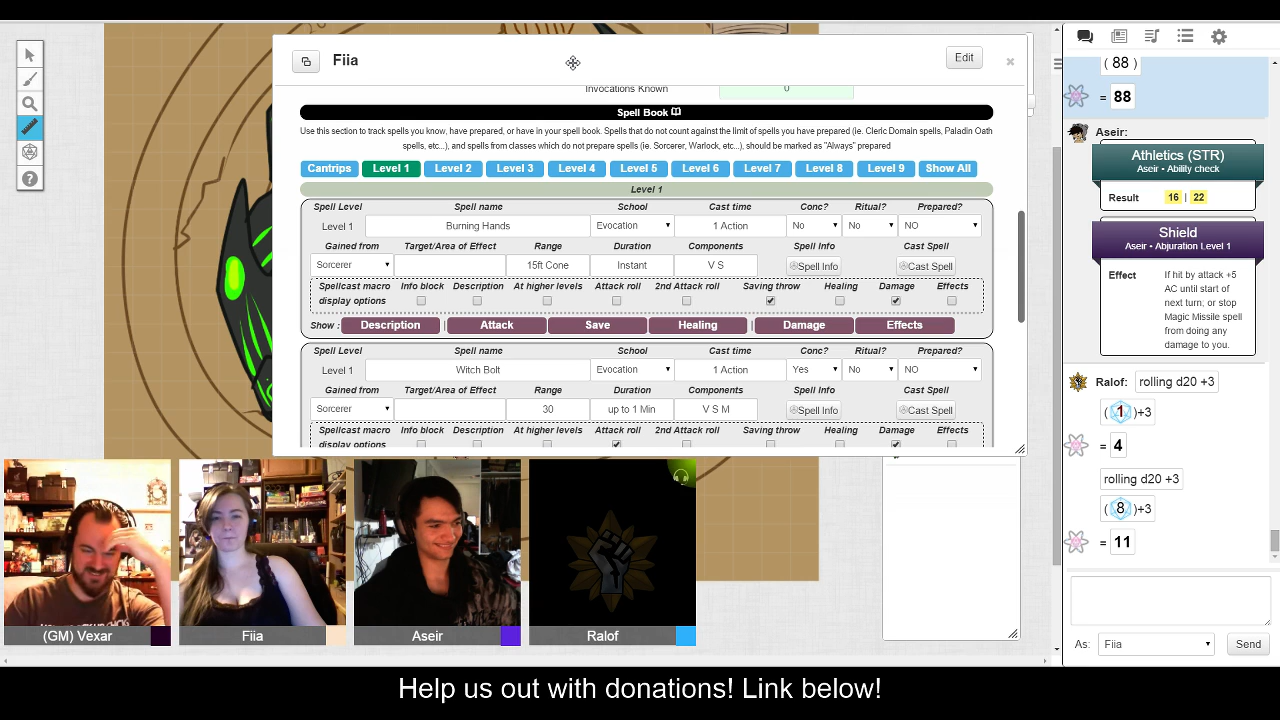 Fiia
Edit
×
Invocations Known 0
Spell Book
Use this section to track spells you know, have prepared, or have in your spell book. Spells that do not count against the limit of spells you have prepared (ie. Cleric Domain spells, Paladin Oath
spells, etc...), and spells from classes which do not prepare spells (ie. Sorcerer, Warlock, etc...), should be marked as "Always" prepared
Cantrips Level 1 Level 2 Level 3 Level 4 Level 5 Level 6 Level 7 Level 8 Level 9 Show All
Level 1
Spell Level Spell name School Cast time Conc? Ritual? Prepared?
Level 1 Burning Hands Evocation 1 Action No No NO
Gained from Target/Area of Effect Range Duration Components Spell Info Cast Spell
Sorcerer 15ft Cone Instant V S Spell Info Cast Spell
Spellcast macro Info block Description At higher levels Attack roll 2nd Attack roll Saving throw Healing Damage Effects
display options
Show : Description | Attack Save Healing | Damage Effects
Spell Level Spell name School Cast time Conc? Ritual? Prepared?
Level 1 Witch Bolt Evocation 1 Action Yes No NO
Gained from Target/Area of Effect Range Duration Components Spell Info Cast Spell
Sorcerer 30 up to 1 Min V S M Spell Info Cast Spell
Spellcast macro Info block Description At higher levels Attack roll 2nd Attack roll Saving throw Healing Damage Effects
display options
(GM) Vexar
Fiia
Aseir
Ralof
( 88 )
= 88
Aseir:
Athletics (STR)
Aseir • Ability check
Result 16 | 22
Shield
Aseir • Abjuration Level 1
Effect If hit by attack +5
AC until start of
next turn; or stop
Magic Missile spell
from doing any
damage to you.
Ralof: rolling d20 +3
(1)+3
= 4
rolling d20 +3
(8)+3
= 11
As: Fiia Send
Help us out with donations! Link below!